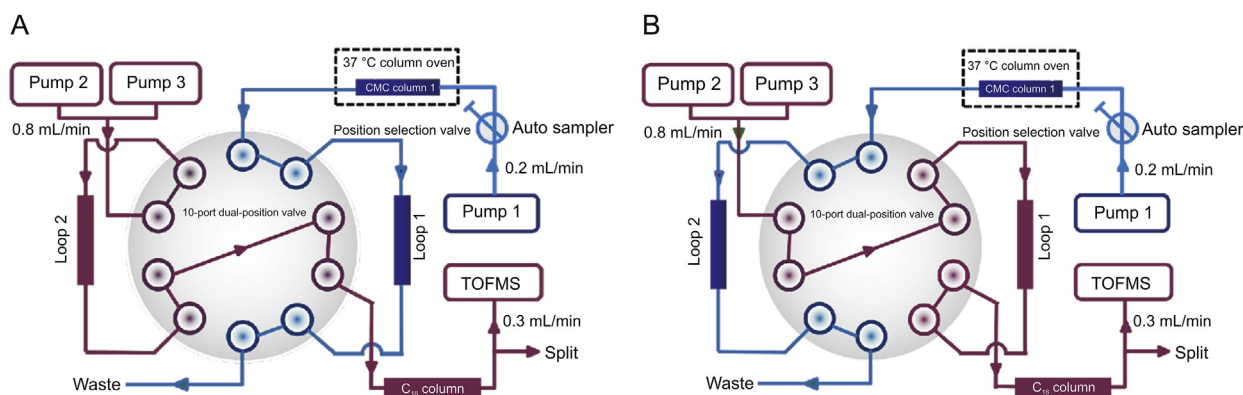 A
37 °C column oven
Pump 2
Pump 3
CMC column 1
0.8 mL/min
Position selection valve
Auto sampler
0.2 mL/min
10-port dual-position valve
Pump 1
Loop 2
Loop 1
TOFMS
0.3 mL/min
Split
Waste
C18 column
B
37 °C column oven
Pump 2
Pump 3
CMC column 1
0.8 mL/min
Position selection valve
Auto sampler
0.2 mL/min
10-port dual-position valve
Pump 1
Loop 2
Loop 1
TOFMS
0.3 mL/min
Split
Waste
C18 column